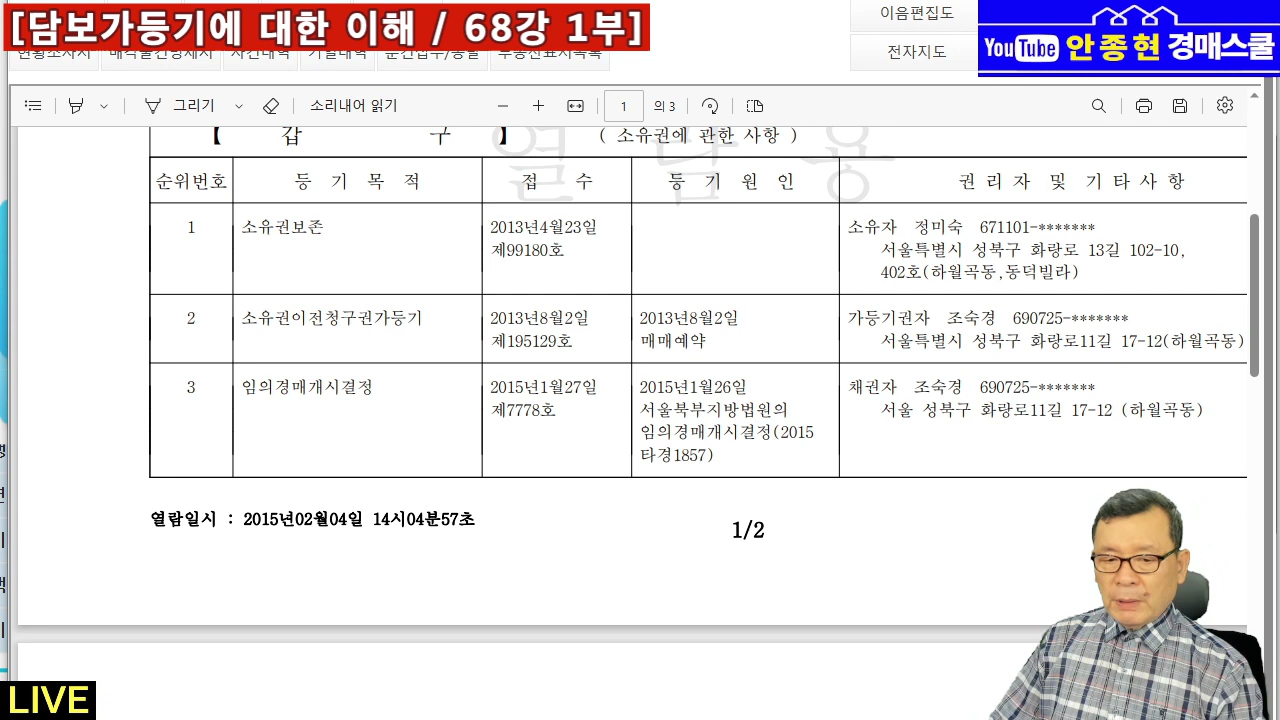 [담보가등기에 대한 이해 / 68강 1부]
이음편집도
전자지도
YouTube 안종현 경매스쿨
그리기
소리내어 읽기
1 의 3
【 갑 구 】 ( 소유권에 관한 사항 )
열 람 용
순위번호 등 기 목 적 접 수 등 기 원 인 권 리 자 및 기 타 사 항
1 소유권보존 2013년4월23일 소유자 정미숙 671101-*******
제99180호 서울특별시 성북구 화랑로 13길 102-10,
402호(하월곡동,동덕빌라)
2 소유권이전청구권가등기 2013년8월2일 2013년8월2일 가등기권자 조숙경 690725-*******
제195129호 매매예약 서울특별시 성북구 화랑로11길 17-12(하월곡동)
3 임의경매개시결정 2015년1월27일 2015년1월26일 채권자 조숙경 690725-*******
제7778호 서울북부지방법원의 서울 성북구 화랑로11길 17-12 (하월곡동)
임의경매개시결정(2015
타경1857)
열람일시 : 2015년02월04일 14시04분57초
1/2
LIVE